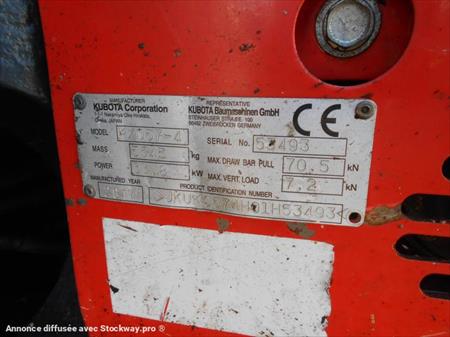 MANUFACTURER
KUBOTA Corporation
OSAKA, JAPAN
REPRESENTATIVE
KUBOTA Baumaschinen GmbH
STEINHAUSER STRAßE 100
66482 ZWEIBRÜCKEN GERMANY
CE
MODEL
SERIAL No. 53493
MASS kg
MAX. DRAW BAR PULL 70.5 kN
POWER kW
MAX. VERT. LOAD 7.2 kN
MANUFACTURED YEAR
PRODUCT IDENTIFICATION NUMBER
H01H53493<
Annonce diffusée avec Stockway.pro ®